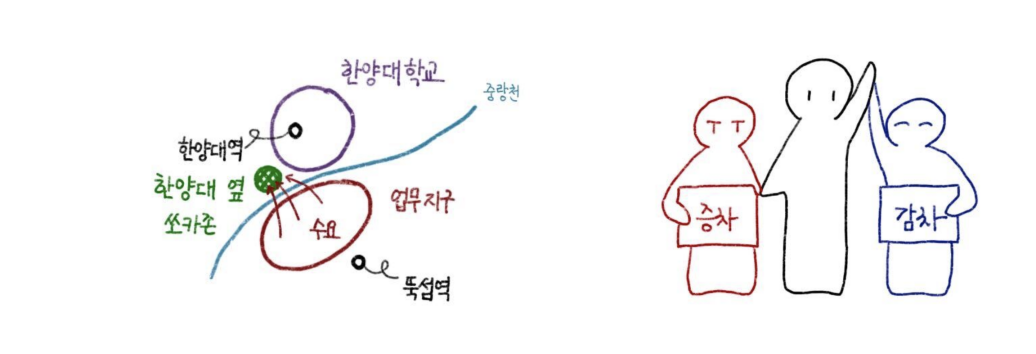 한양대학교
중랑천
한양대역
한양대 옆
쏘카존
업무지구
수요
뚝섬역
증차
감차